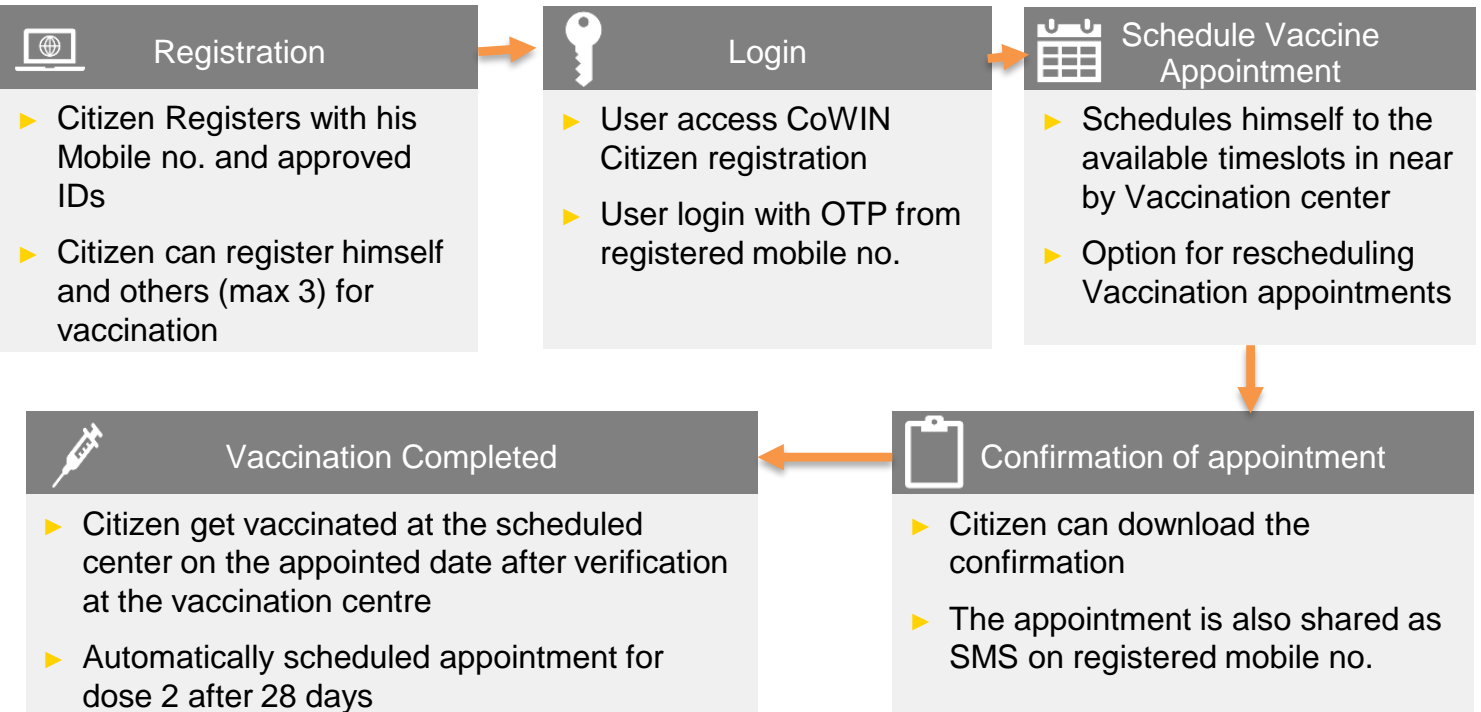 Registration
► Citizen Registers with his
Mobile no. and approved
IDs
► Citizen can register himself
and others (max 3) for
vaccination
Login
► User access CoWIN
Citizen registration
► User login with OTP from
registered mobile no.
Schedule Vaccine
Appointment
► Schedules himself to the
available timeslots in near
by Vaccination center
► Option for rescheduling
Vaccination appointments
Confirmation of appointment
► Citizen can download the
confirmation
► The appointment is also shared as
SMS on registered mobile no.
Vaccination Completed
► Citizen get vaccinated at the scheduled
center on the appointed date after verification
at the vaccination centre
► Automatically scheduled appointment for
dose 2 after 28 days